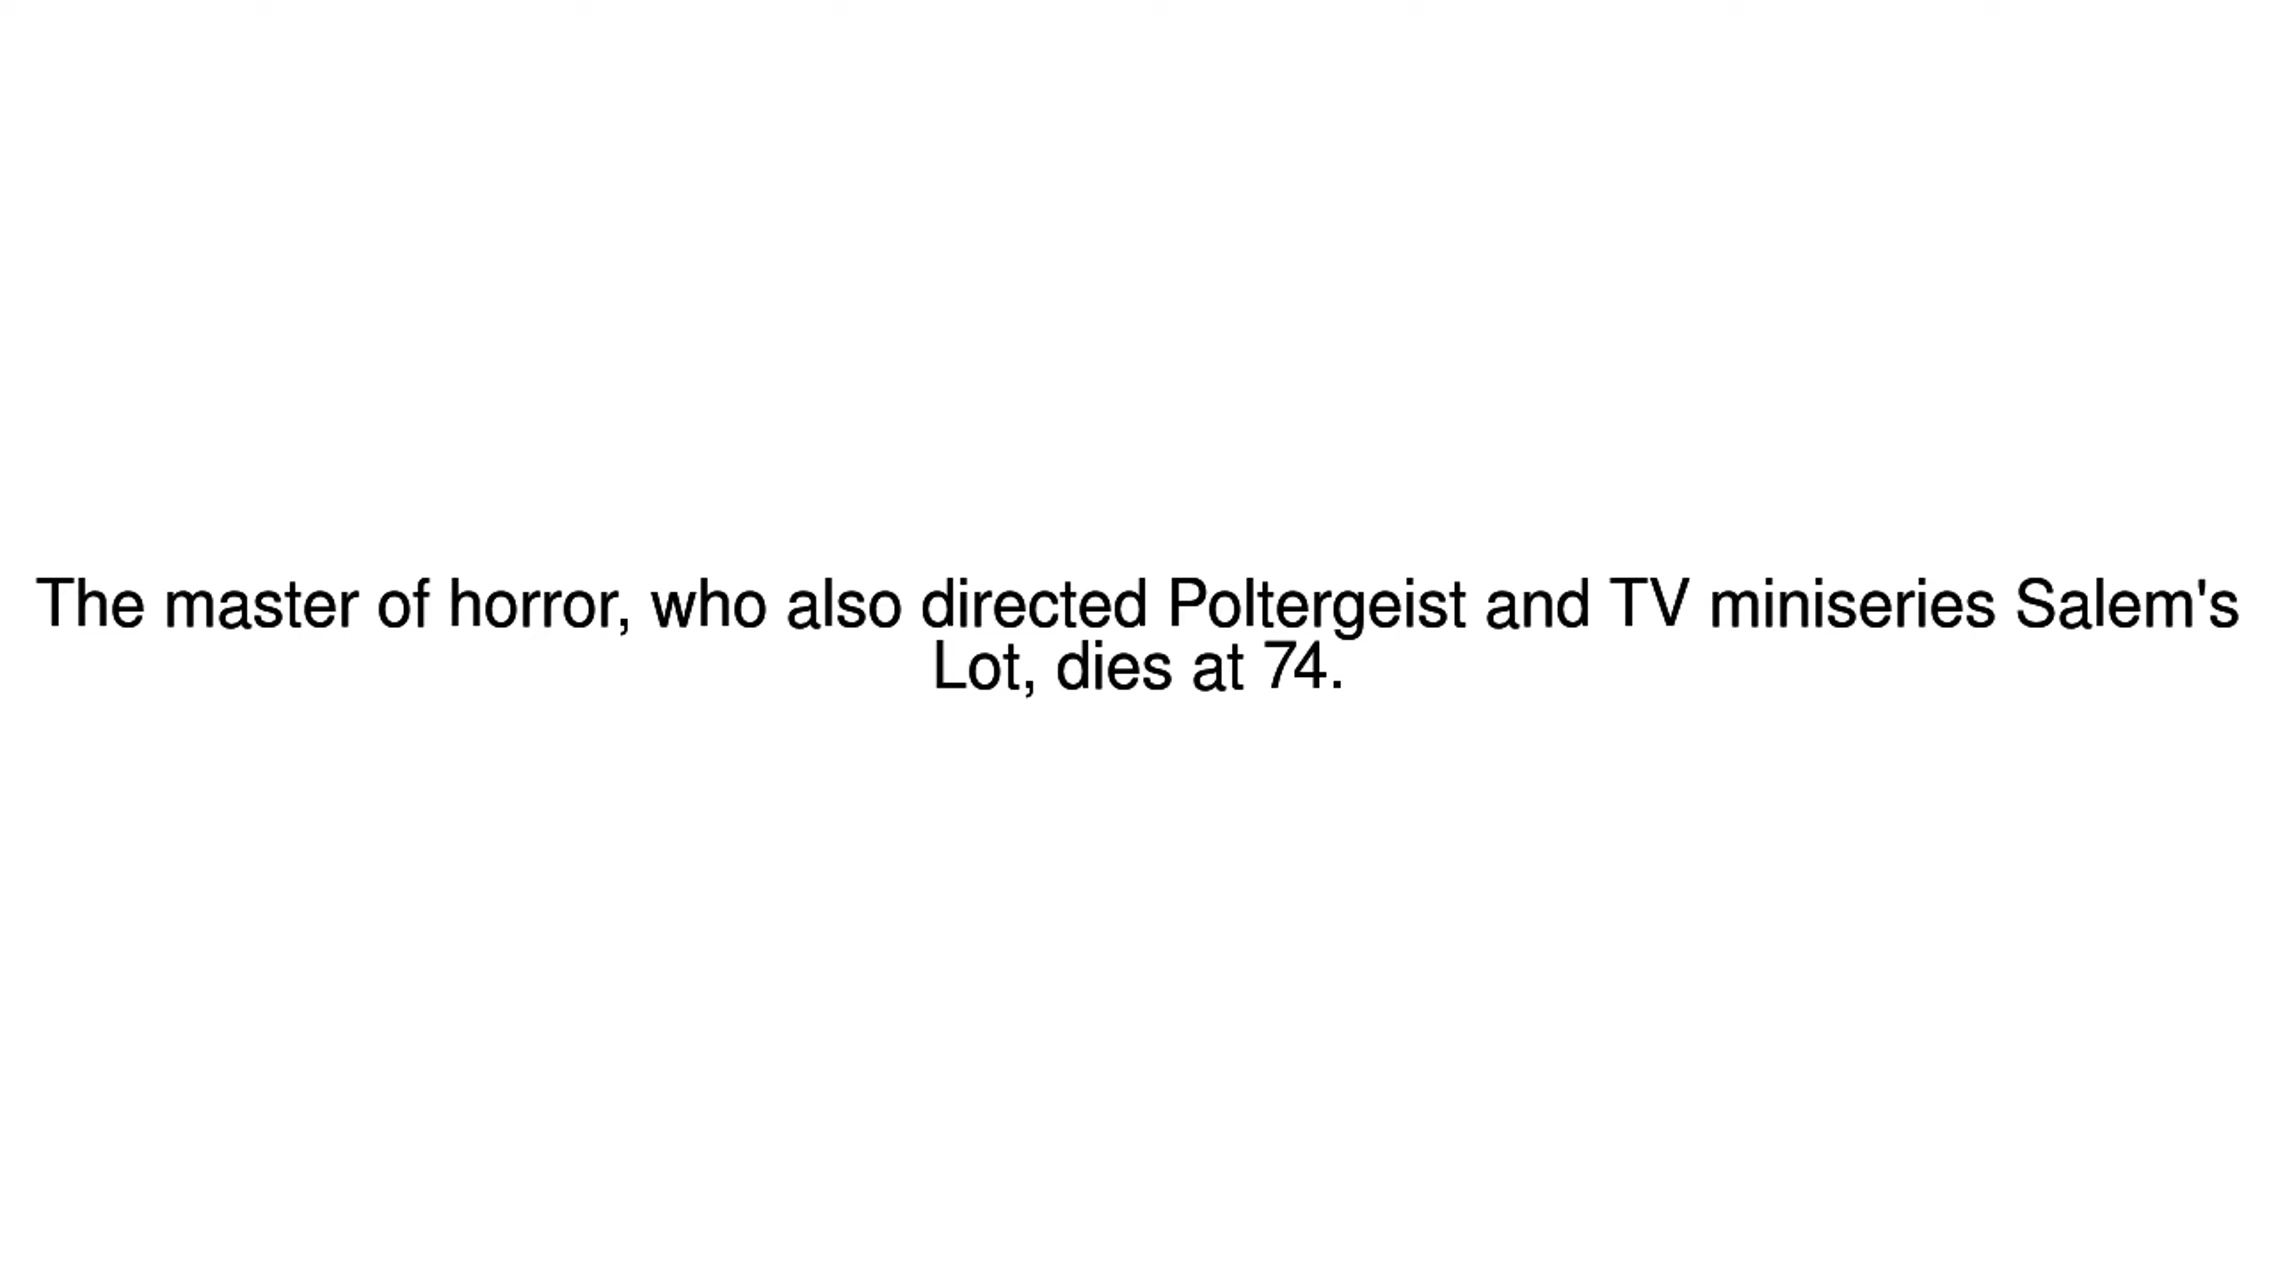 The master of horror, who also directed Poltergeist and TV miniseries Salem's
Lot, dies at 74.